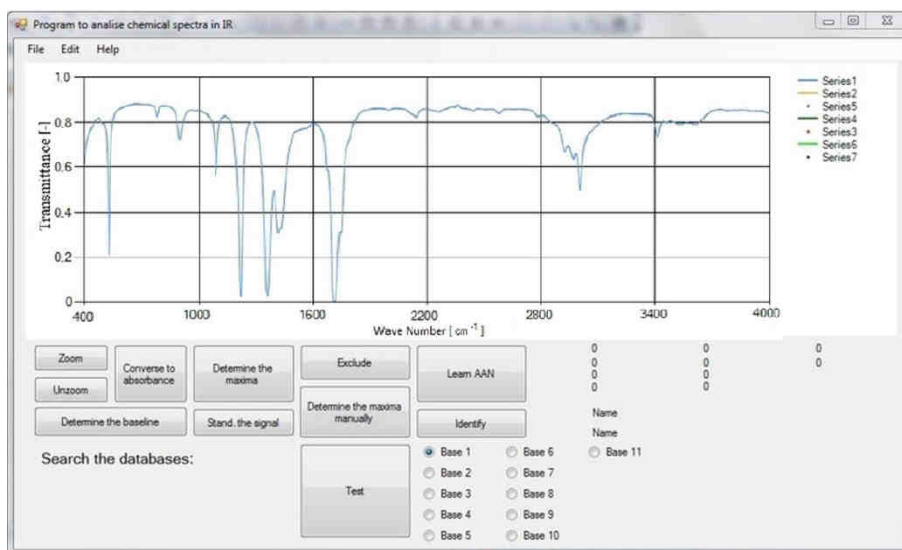 Program to analise chemical spectra in IR
File Edit Help
1.0
0.8
0.6
0.4
0.2
0
Transmittance [-]
400 1000 1600 2200 2800 3400 4000
Wave Number [ cm⁻¹ ]
Series1
Series2
Series5
Series4
Series3
Series6
Series7
Zoom
Unzoom
Converse to
absorbance
Determine the
maxima
Exclude
Learn AAN
Determine the baseline
Stand. the signal
Determine the maxima
manually
Identify
0 0 0
0 0 0
0 0
0 0
Name
Name
Search the databases:
Test
Base 1 Base 6 Base 11
Base 2 Base 7
Base 3 Base 8
Base 4 Base 9
Base 5 Base 10